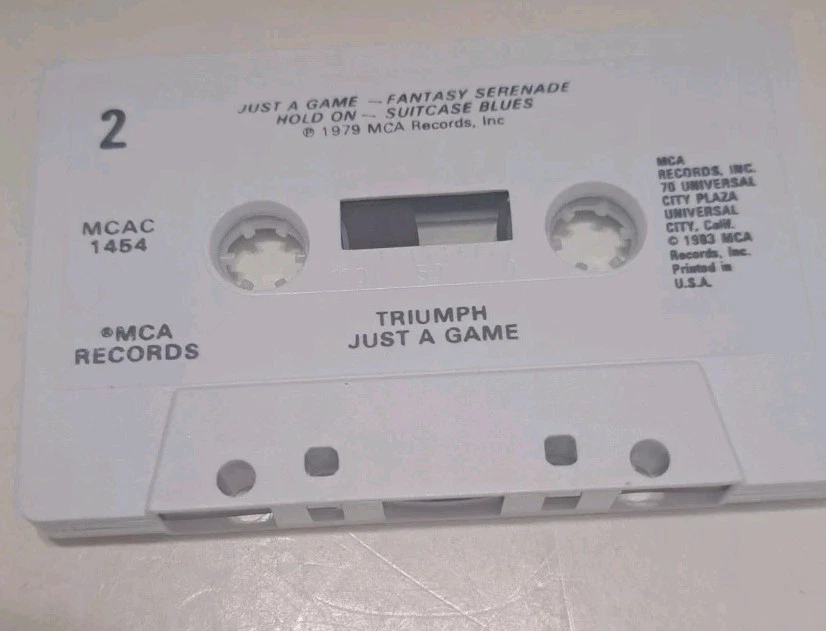 2
JUST A GAME — FANTASY SERENADE
HOLD ON — SUITCASE BLUES
℗ 1979 MCA Records, Inc
MCAC
1454
MCA
RECORDS, INC.
70 UNIVERSAL
CITY PLAZA
UNIVERSAL
CITY, Calif.
© 1983 MCA
Records, Inc.
Printed in
U.S.A.
®MCA
RECORDS
TRIUMPH
JUST A GAME